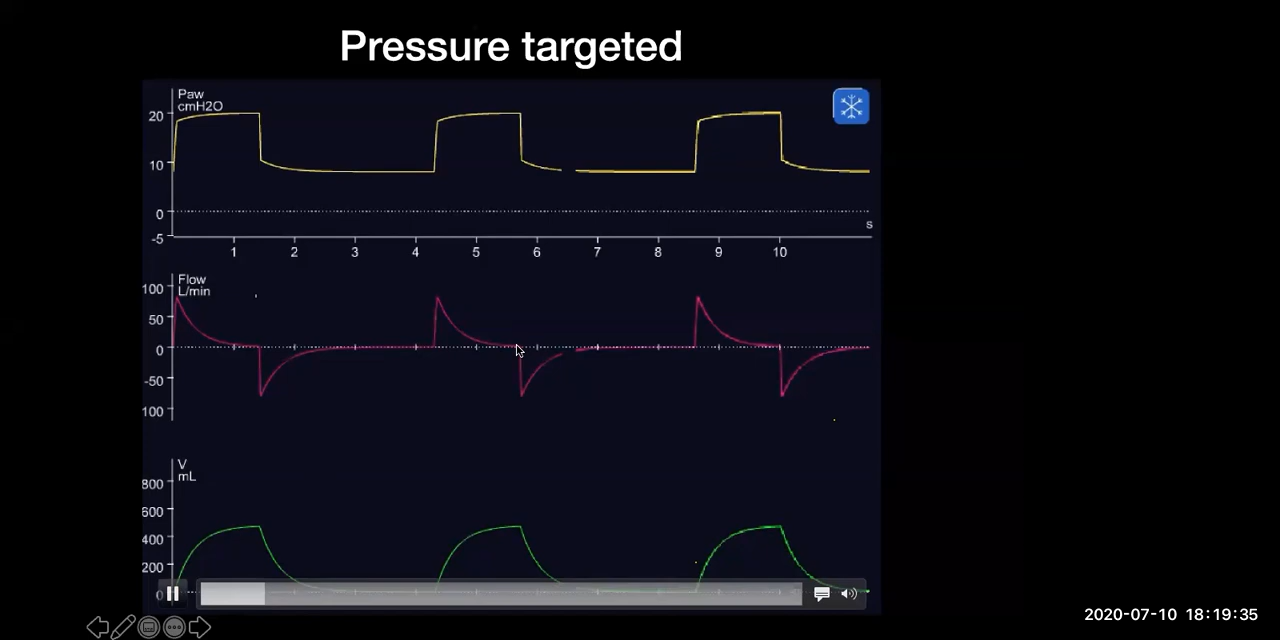 Pressure targeted
Paw
cmH2O
20
10
0
-5
s
1 2 3 4 5 6 7 8 9 10
Flow
L/min
100
50
0
-50
100
V
mL
800
600
400
200
0
2020-07-10 18:19:35